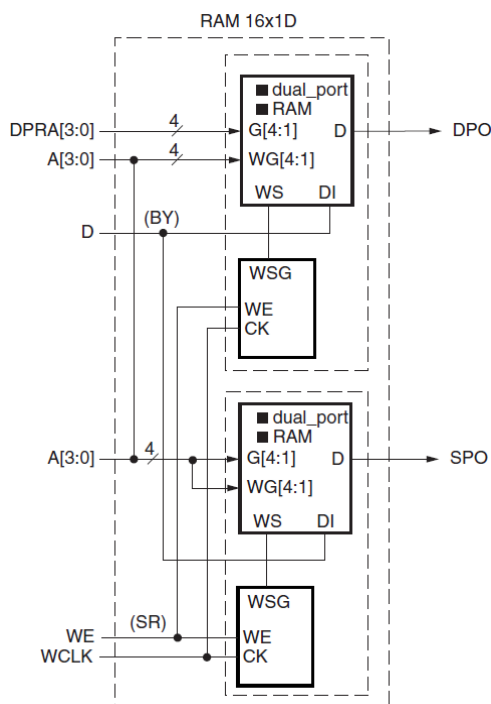 RAM 16x1D
dual_port
RAM
DPRA[3:0] 4 G[4:1] D DPO
A[3:0] 4 WG[4:1]
WS DI
D (BY)
WSG
WE
CK
dual_port
RAM
A[3:0] 4 G[4:1] D SPO
WG[4:1]
WS DI
WSG
WE (SR) WE
WCLK CK